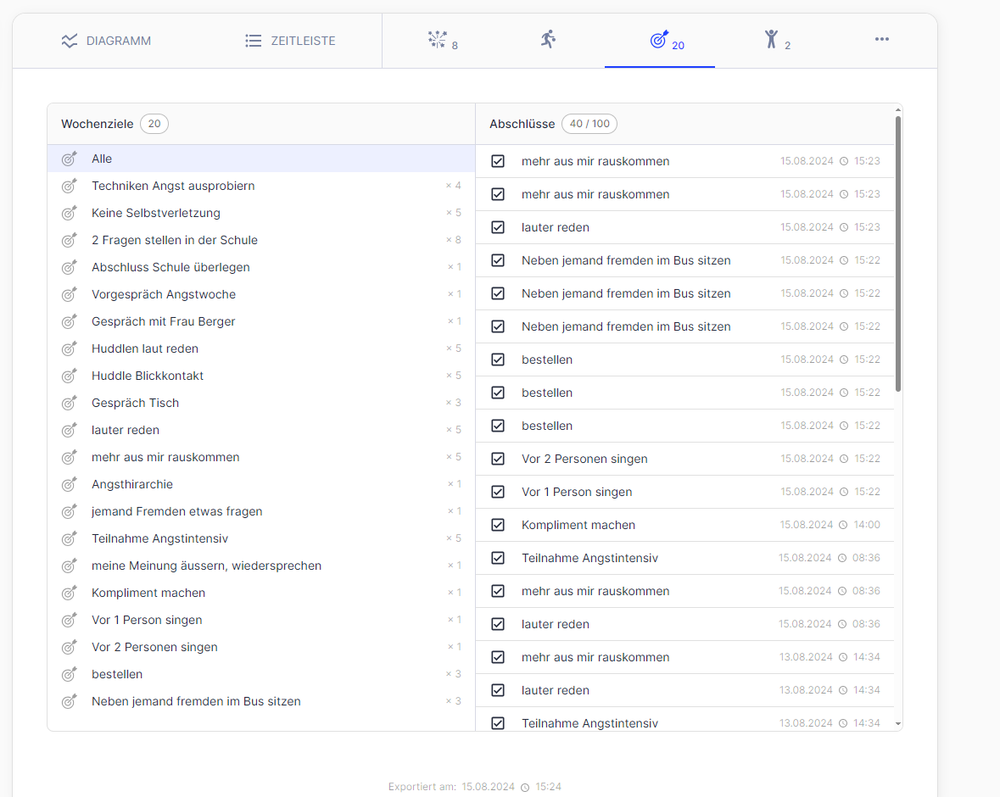 DIAGRAMM
ZEITLEISTE
8
20
2
Wochenziele 20
Alle
Techniken Angst ausprobiern × 4
Keine Selbstverletzung × 5
2 Fragen stellen in der Schule × 8
Abschluss Schule überlegen × 1
Vorgespräch Angstwoche × 1
Gespräch mit Frau Berger × 1
Huddlen laut reden × 5
Huddle Blickkontakt × 5
Gespräch Tisch × 3
lauter reden × 5
mehr aus mir rauskommen × 5
Angsthirarchie × 1
jemand Fremden etwas fragen × 1
Teilnahme Angstintensiv × 5
meine Meinung äussern, wiedersprechen × 1
Kompliment machen × 1
Vor 1 Person singen × 1
Vor 2 Personen singen × 1
bestellen × 3
Neben jemand fremden im Bus sitzen × 3
Abschlüsse 40 / 100
mehr aus mir rauskommen 15.08.2024 15:23
mehr aus mir rauskommen 15.08.2024 15:23
lauter reden 15.08.2024 15:23
Neben jemand fremden im Bus sitzen 15.08.2024 15:22
Neben jemand fremden im Bus sitzen 15.08.2024 15:22
Neben jemand fremden im Bus sitzen 15.08.2024 15:22
bestellen 15.08.2024 15:22
bestellen 15.08.2024 15:22
bestellen 15.08.2024 15:22
Vor 2 Personen singen 15.08.2024 15:22
Vor 1 Person singen 15.08.2024 15:22
Kompliment machen 15.08.2024 14:00
Teilnahme Angstintensiv 15.08.2024 08:36
mehr aus mir rauskommen 15.08.2024 08:36
lauter reden 15.08.2024 08:36
mehr aus mir rauskommen 13.08.2024 14:34
lauter reden 13.08.2024 14:34
Teilnahme Angstintensiv 13.08.2024 14:34
Exportiert am: 15.08.2024 15:24